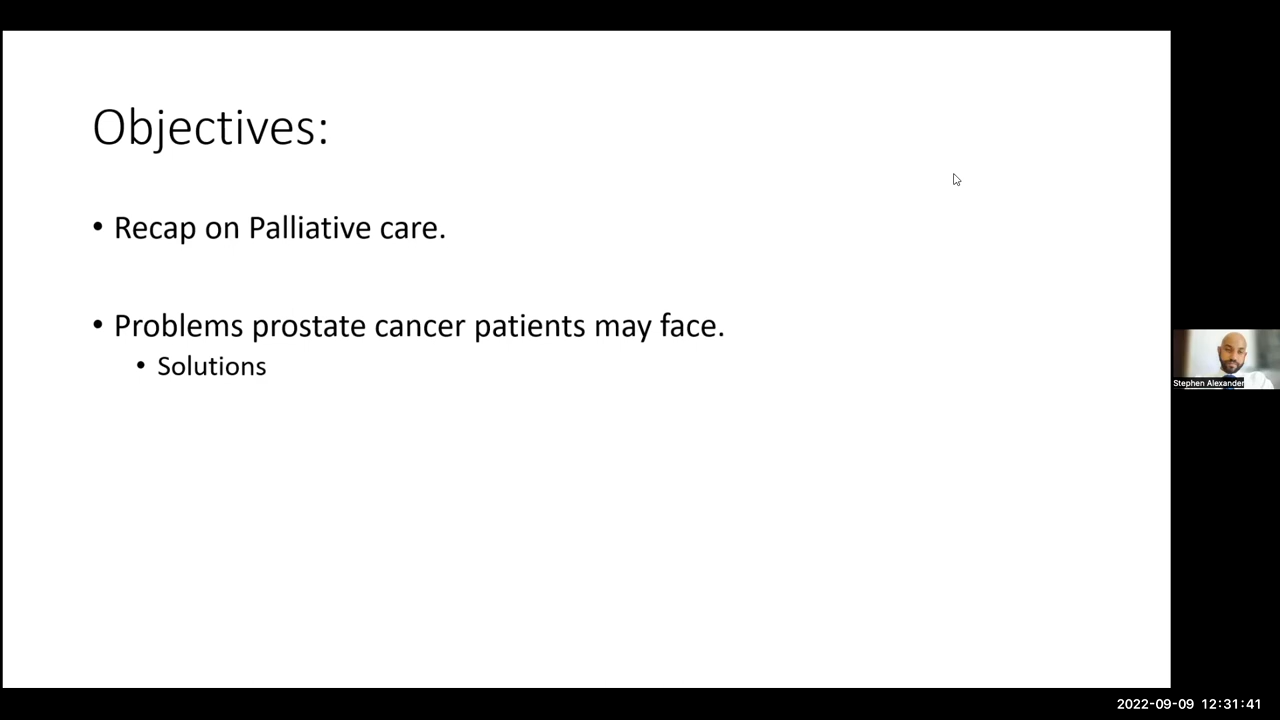 Objectives:
• Recap on Palliative care.
• Problems prostate cancer patients may face.
• Solutions
Stephen Alexander
2022-09-09 12:31:41